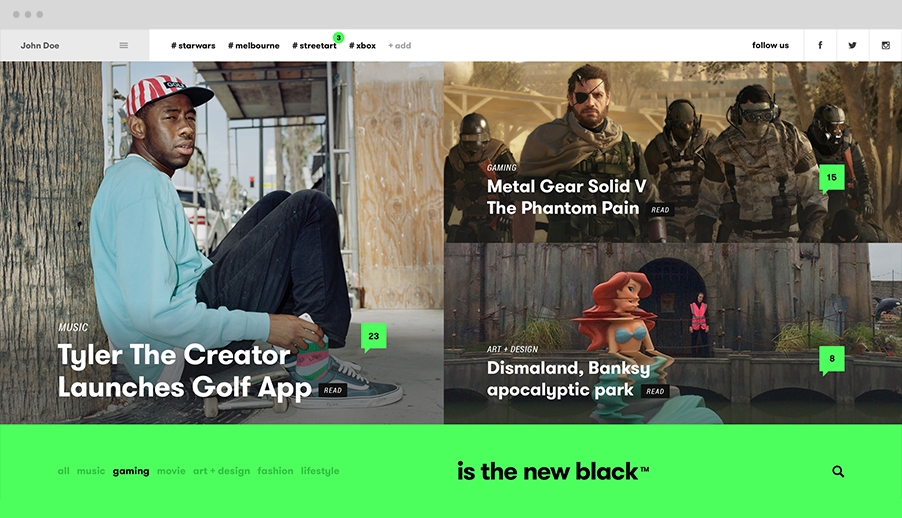 John Doe
# starwars # melbourne # streetart 3 # xbox + add
follow us
MUSIC
Tyler The Creator
Launches Golf App READ
23
GAMING
Metal Gear Solid V
The Phantom Pain READ
15
ART + DESIGN
Dismaland, Banksy
apocalyptic park READ
8
all music gaming movie art + design fashion lifestyle
is the new black™